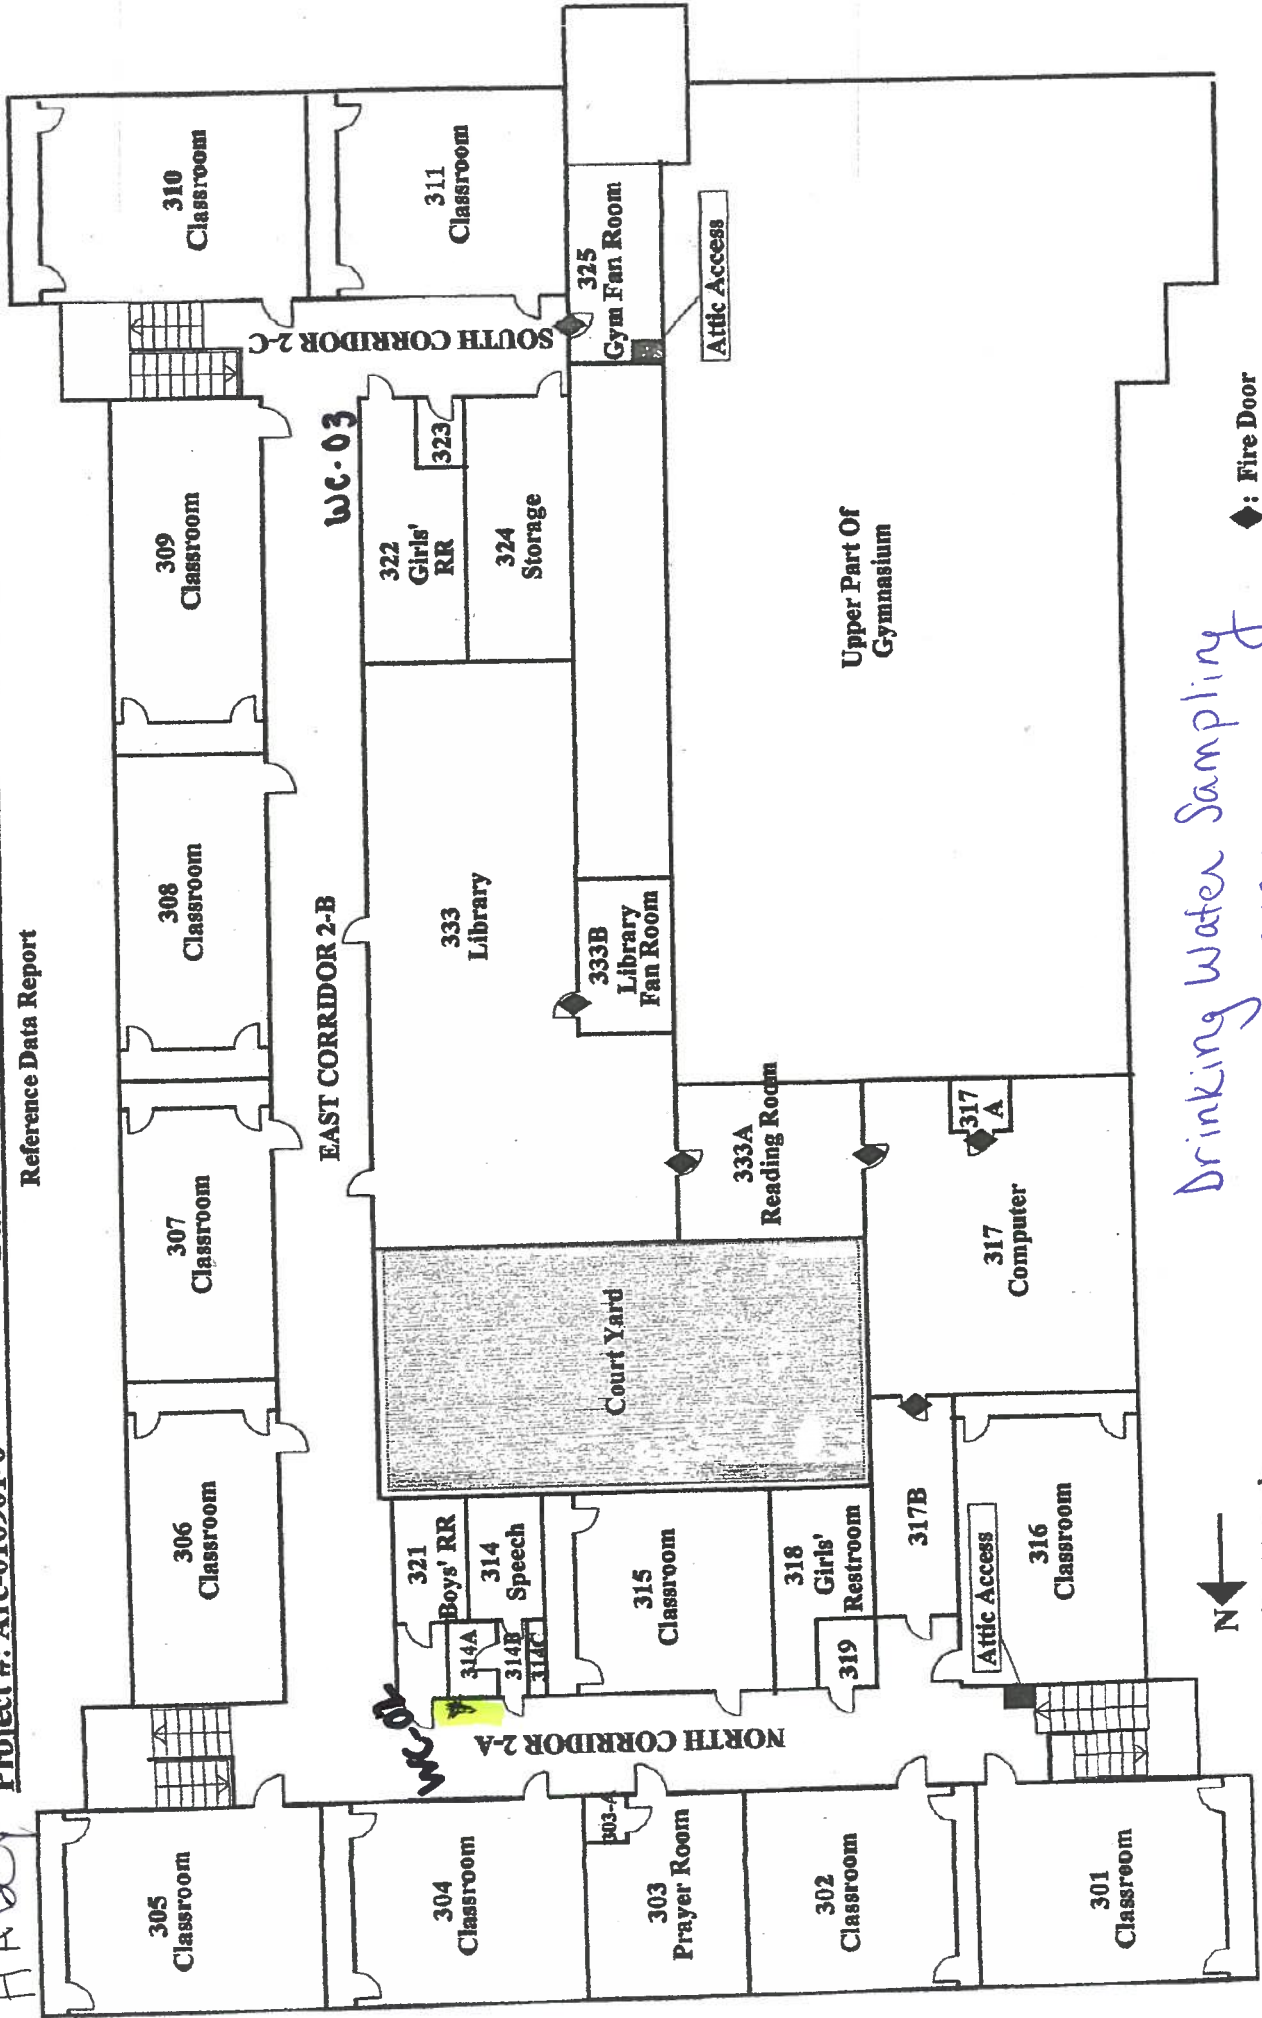 Reference Data Report
310
Classroom
311
Classroom
SOUTH CORRIDOR 2-C
325
Gym Fan Room
Attic Access
309
Classroom
WC-03
322
Girls'
RR
323
324
Storage
308
Classroom
EAST CORRIDOR 2-B
333
Library
333B
Library
Fan Room
Upper Part Of
Gymnasium
307
Classroom
333A
Reading Room
317
A
317
Computer
Court Yard
306
Classroom
321
Boys' RR
314
Speech
314A
314B
314C
315
Classroom
318
Girls'
Restroom
319
317B
316
Classroom
Attic Access
WC-02
NORTH CORRIDOR 2-A
305
Classroom
304
Classroom
303-A
303
Prayer Room
302
Classroom
301
Classroom
N
: Fire Door
Drinking Water Sampling